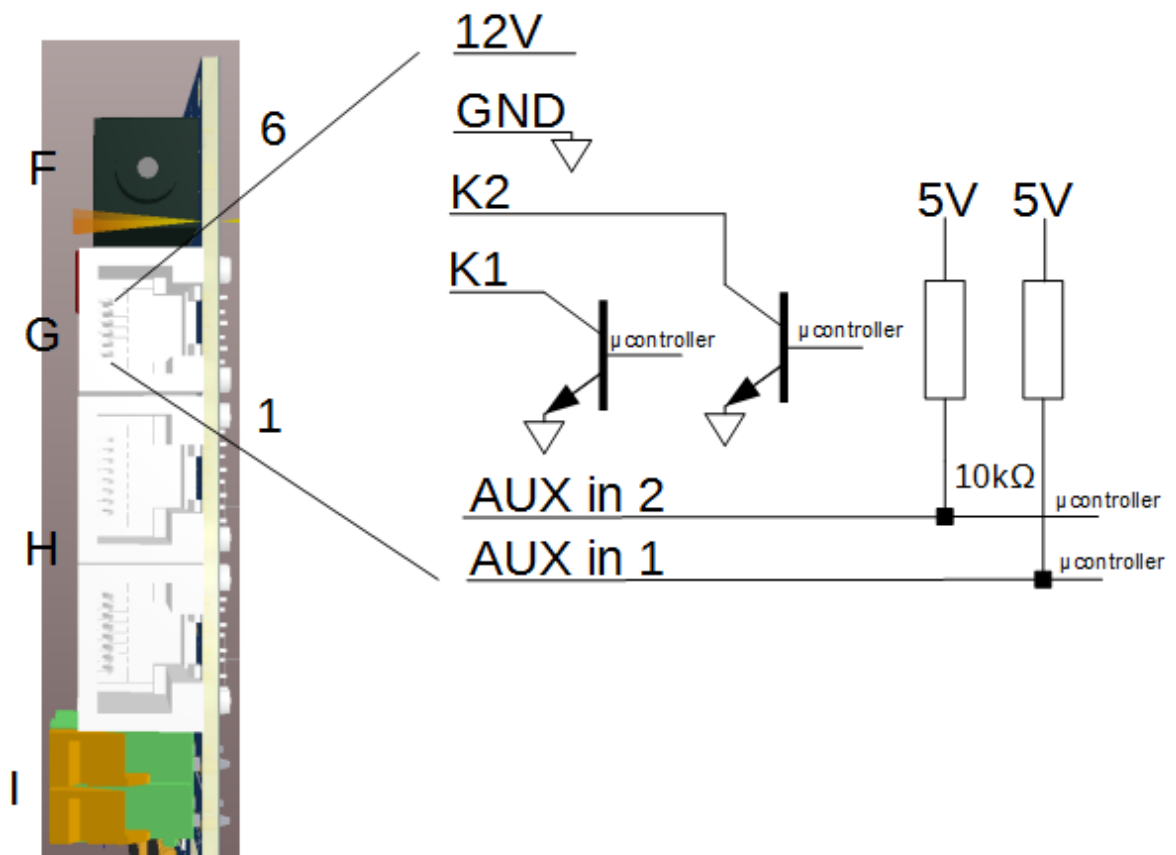 12V
6
GND
F
K2
5V 5V
K1
μcontroller
μcontroller
G
1
AUX in 2
10kΩ
μcontroller
H
AUX in 1
μcontroller
I